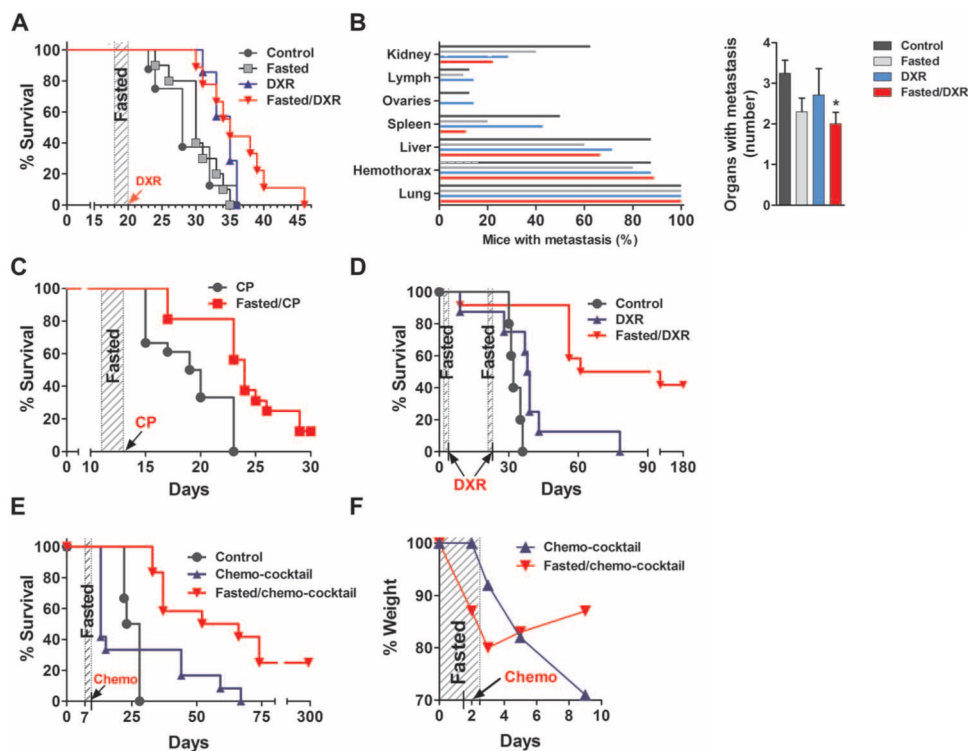 A
100
80
60
40
20
0
% Survival
Fasted
DXR
Control
Fasted
DXR
Fasted/DXR
0 15 20 25 30 35 40 45
B
Kidney
Lymph
Ovaries
Spleen
Liver
Hemothorax
Lung
0 20 40 60 80 100
Mice with metastasis (%)
Organs with metastasis
(number)
4
3
2
1
0
*
Control
Fasted
DXR
Fasted/DXR
C
100
80
60
40
20
0
% Survival
Fasted
CP
CP
Fasted/CP
0 10 15 20 25 30
Days
D
100
80
60
40
20
0
% Survival
Fasted
Fasted
Control
DXR
Fasted/DXR
0 30 60 90 180
DXR
Days
E
100
80
60
40
20
0
% Survival
Fasted
Chemo
Control
Chemo-cocktail
Fasted/chemo-cocktail
0 7 25 50 75 300
Days
F
100
90
80
70
% Weight
Fasted
Chemo
Chemo-cocktail
Fasted/chemo-cocktail
0 2 4 6 8 10
Days